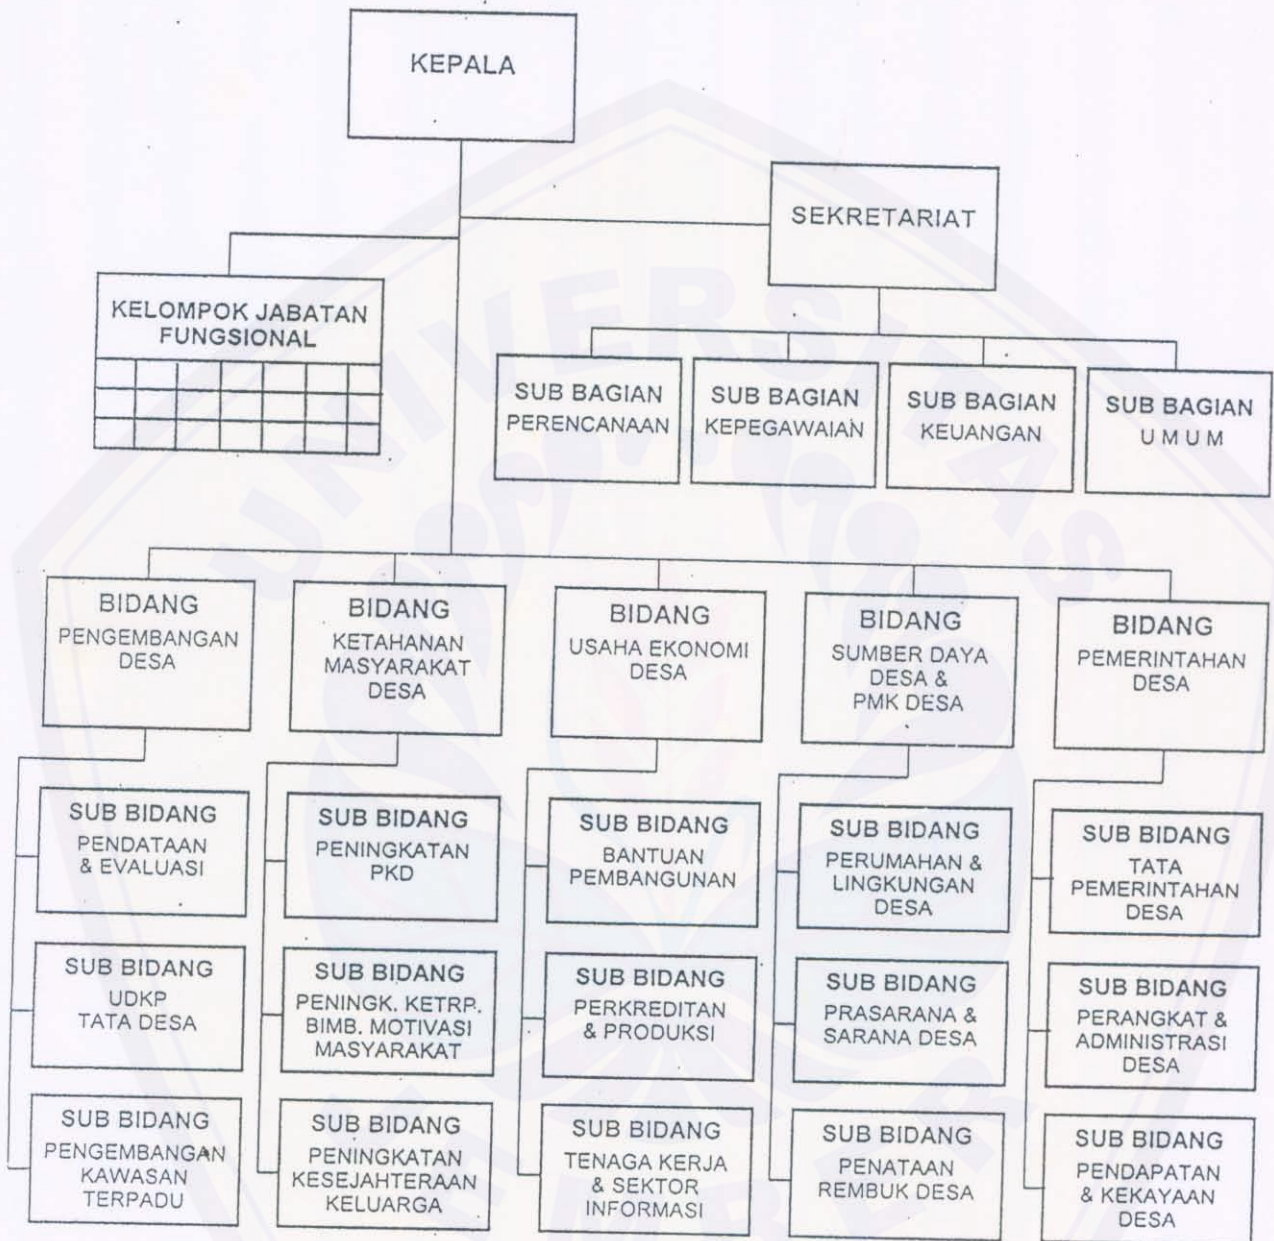 KEPALA
SEKRETARIAT
KELOMPOK JABATAN
FUNGSIONAL
SUB BAGIAN
PERENCANAAN
SUB BAGIAN
KEPEGAWAIAN
SUB BAGIAN
KEUANGAN
SUB BAGIAN
U M U M
BIDANG
PENGEMBANGAN
DESA
BIDANG
KETAHANAN
MASYARAKAT
DESA
BIDANG
USAHA EKONOMI
DESA
BIDANG
SUMBER DAYA
DESA &
PMK DESA
BIDANG
PEMERINTAHAN
DESA
SUB BIDANG
PENDATAAN
& EVALUASI
SUB BIDANG
PENINGKATAN
PKD
SUB BIDANG
BANTUAN
PEMBANGUNAN
SUB BIDANG
PERUMAHAN &
LINGKUNGAN
DESA
SUB BIDANG
TATA
PEMERINTAHAN
DESA
SUB BIDANG
UDKP
TATA DESA
SUB BIDANG
PENINGK. KETRP.
BIMB. MOTIVASI
MASYARAKAT
SUB BIDANG
PERKREDITAN
& PRODUKSI
SUB BIDANG
PRASARANA &
SARANA DESA
SUB BIDANG
PERANGKAT &
ADMINISTRASI
DESA
SUB BIDANG
PENGEMBANGAN
KAWASAN
TERPADU
SUB BIDANG
PENINGKATAN
KESEJAHTERAAN
KELUARGA
SUB BIDANG
TENAGA KERJA
& SEKTOR
INFORMASI
SUB BIDANG
PENATAAN
REMBUK DESA
SUB BIDANG
PENDAPATAN
& KEKAYAAN
DESA
UNIVERSITAS
JEMBER